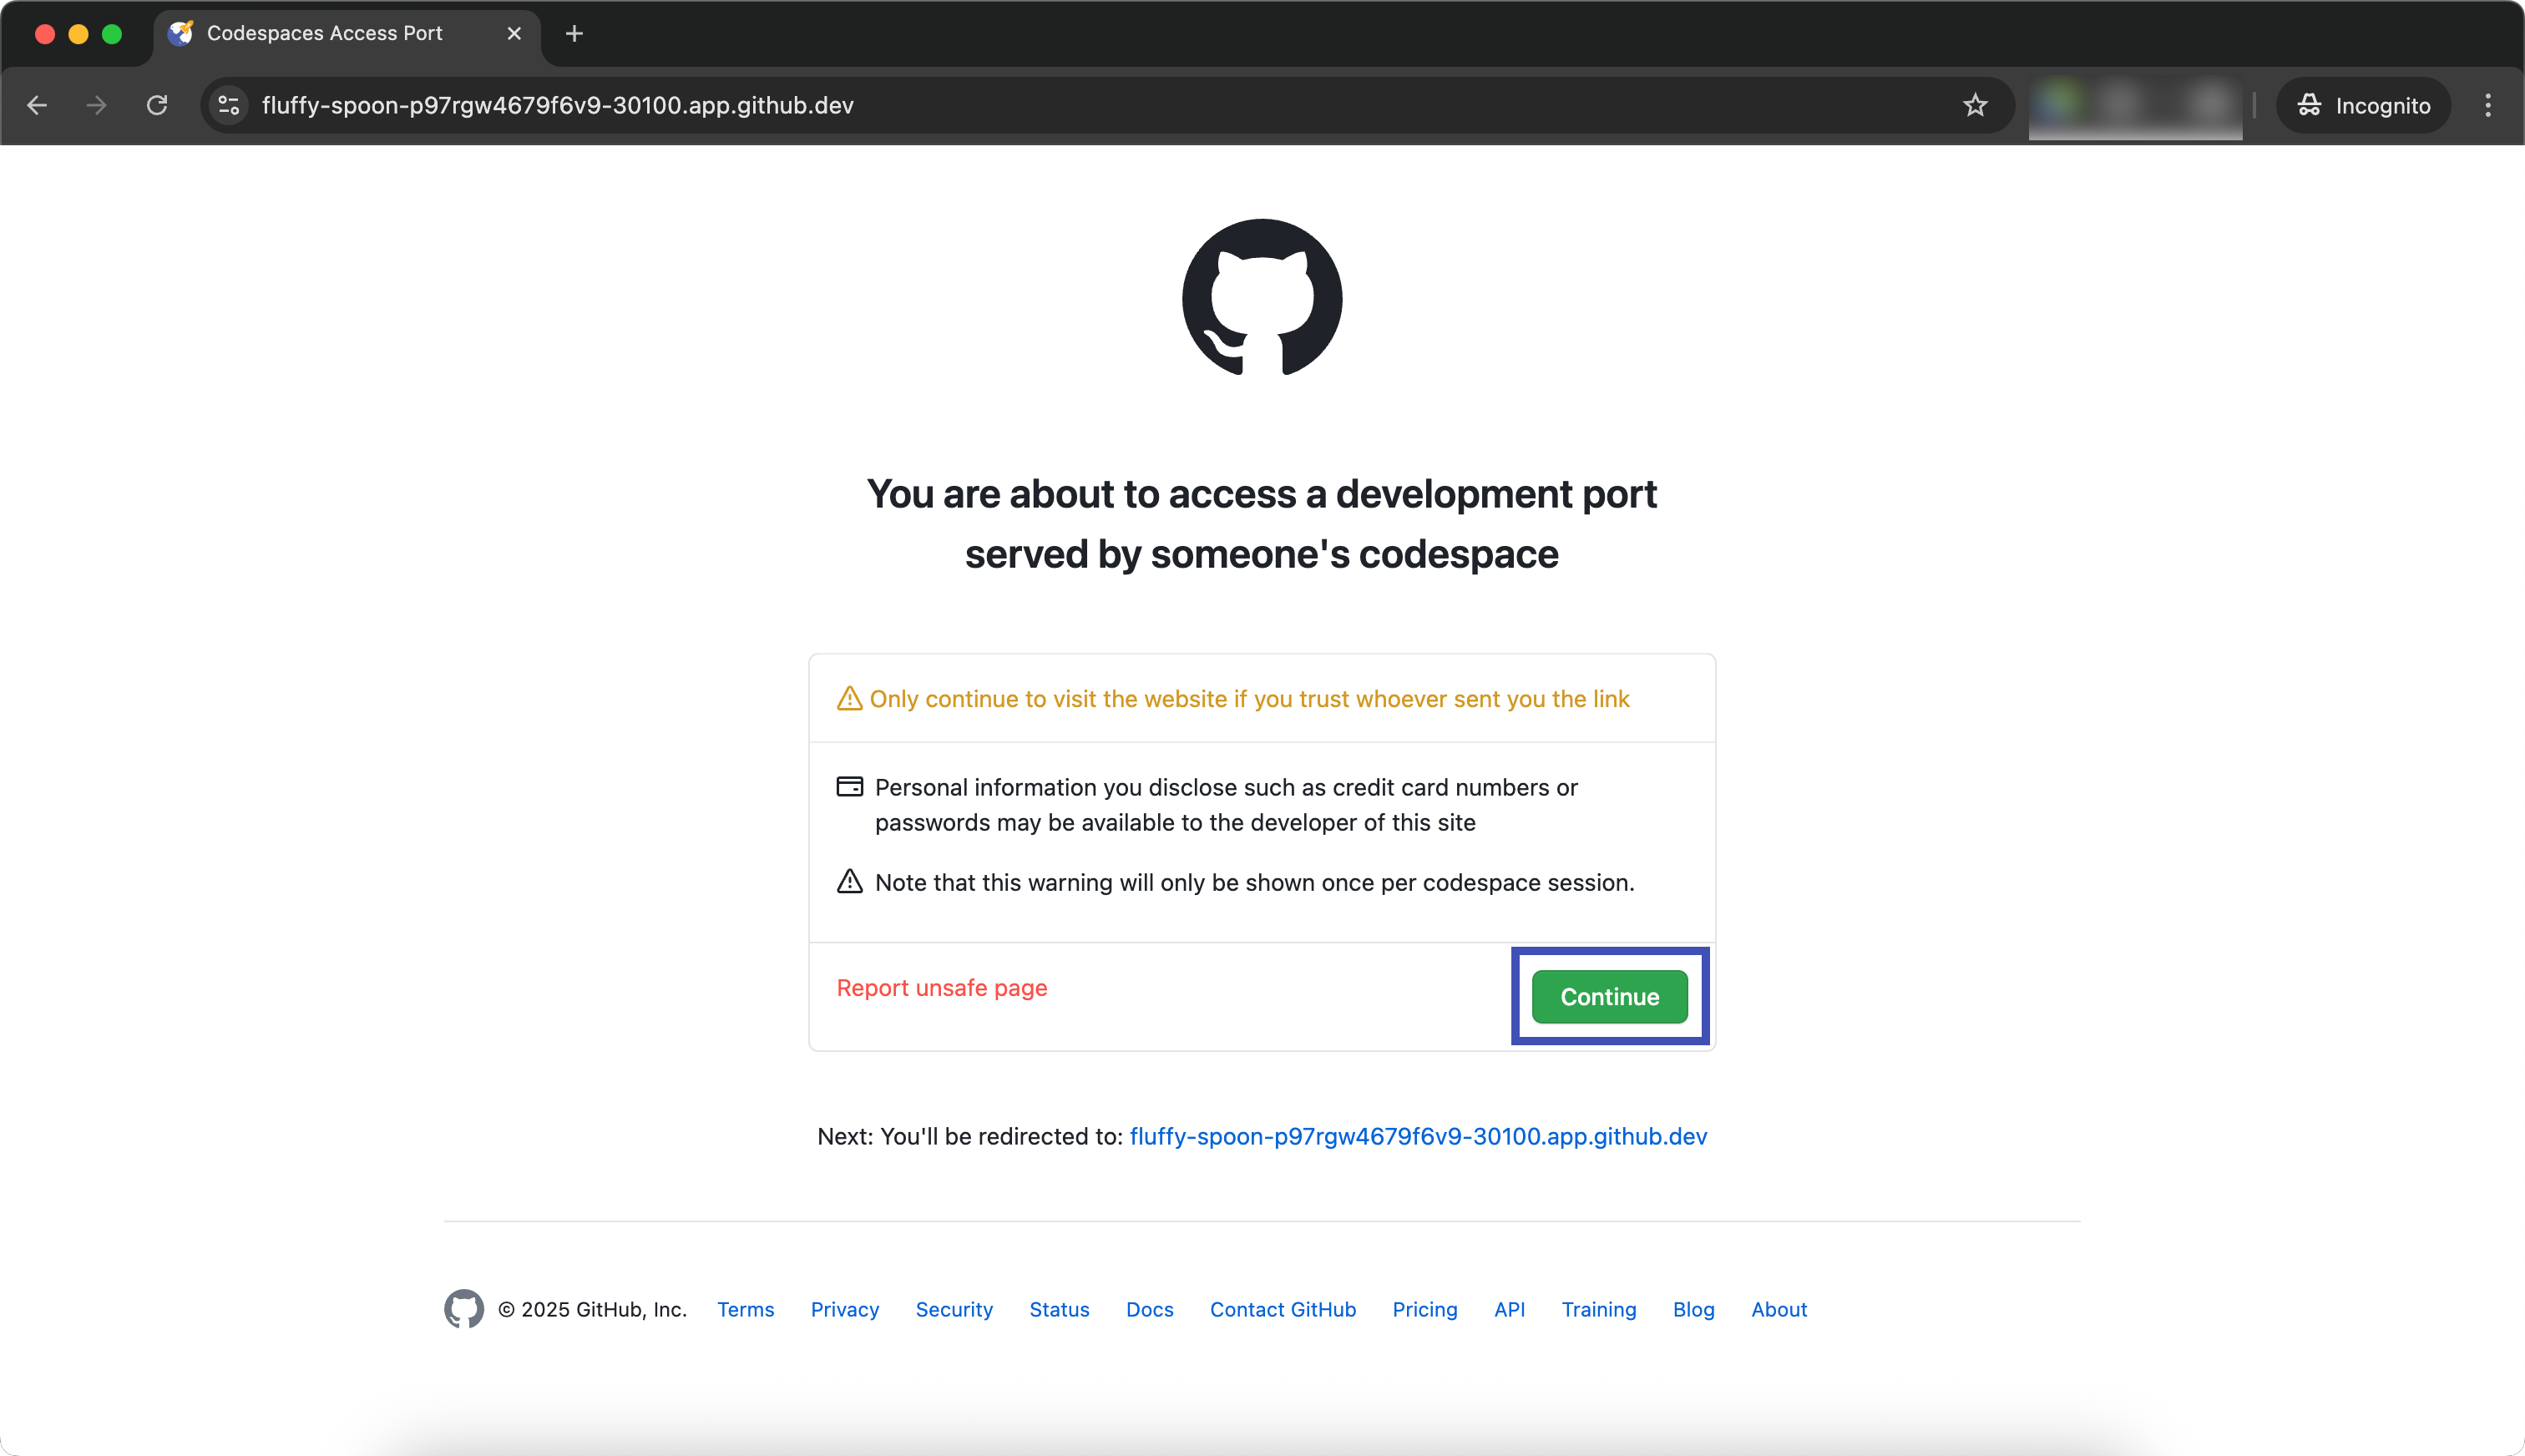 Codespaces Access Port
fluffy-spoon-p97rgw4679f6v9-30100.app.github.dev
Incognito
You are about to access a development port
served by someone's codespace
Only continue to visit the website if you trust whoever sent you the link
Personal information you disclose such as credit card numbers or
passwords may be available to the developer of this site
Note that this warning will only be shown once per codespace session.
Report unsafe page
Continue
Next: You'll be redirected to: fluffy-spoon-p97rgw4679f6v9-30100.app.github.dev
© 2025 GitHub, Inc. Terms Privacy Security Status Docs Contact GitHub Pricing API Training Blog About